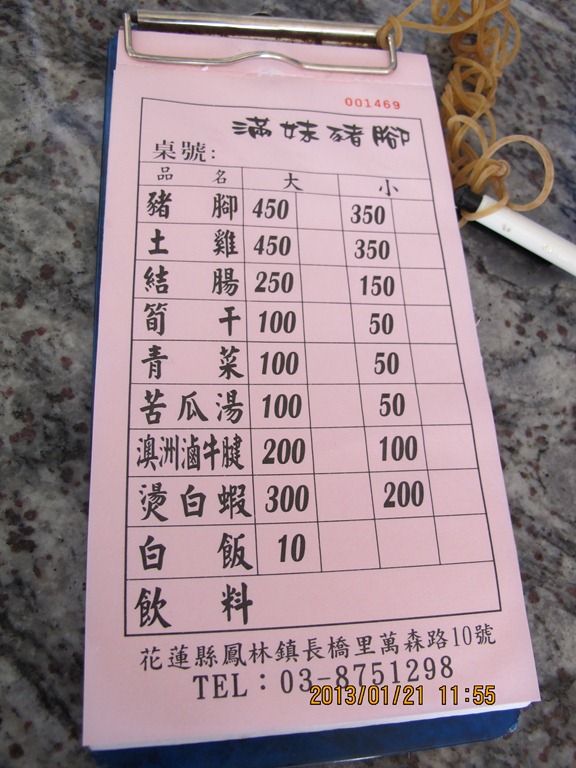 001469
滿妹豬腳
桌號:
品名 大 小
豬腳 450 350
土雞 450 350
結腸 250 150
筍干 100 50
青菜 100 50
苦瓜湯 100 50
澳洲滷牛腱 200 100
燙白蝦 300 200
白飯 10
飲料
花蓮縣鳳林鎮長橋里萬森路10號
TEL：03-8751298
2013/01/21 11:55